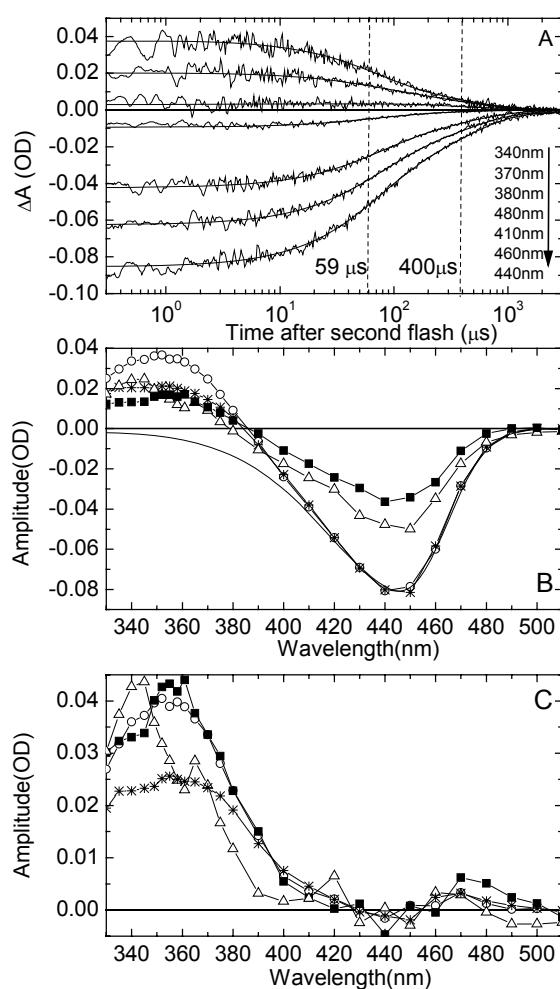 0.04
0.02
0.00
-0.02
-0.04
-0.06
-0.08
-0.10
ΔA (OD)
A
340nm
370nm
380nm
480nm
410nm
460nm
440nm
59 μs
400μs
10^0 10^1 10^2 10^3
Time after second flash (μs)
0.04
0.02
0.00
-0.02
-0.04
-0.06
-0.08
Amplitude(OD)
B
340 360 380 400 420 440 460 480 500
Wavelength(nm)
0.04
0.03
0.02
0.01
0.00
Amplitude(OD)
C
340 360 380 400 420 440 460 480 500
Wavelength(nm)